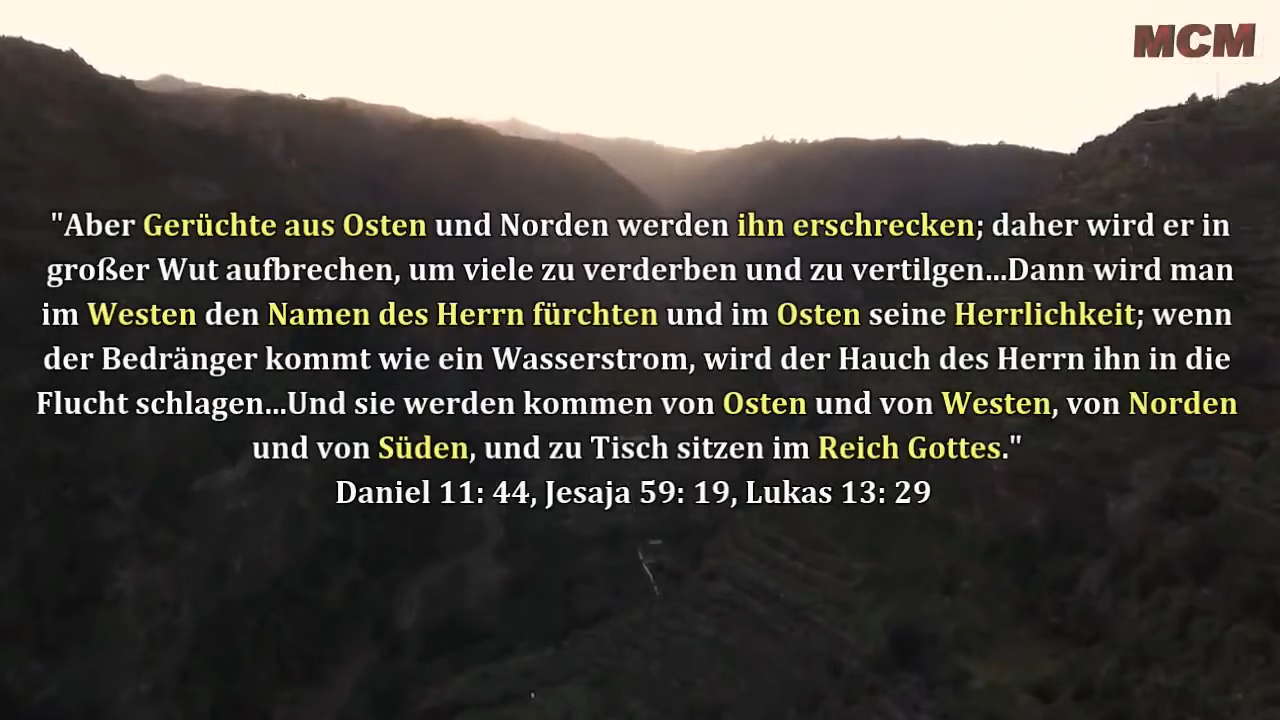 MCM
"Aber Gerüchte aus Osten und Norden werden ihn erschrecken; daher wird er in
großer Wut aufbrechen, um viele zu verderben und zu vertilgen...Dann wird man
im Westen den Namen des Herrn fürchten und im Osten seine Herrlichkeit; wenn
der Bedränger kommt wie ein Wasserstrom, wird der Hauch des Herrn ihn in die
Flucht schlagen...Und sie werden kommen von Osten und von Westen, von Norden
und von Süden, und zu Tisch sitzen im Reich Gottes."
Daniel 11: 44, Jesaja 59: 19, Lukas 13: 29